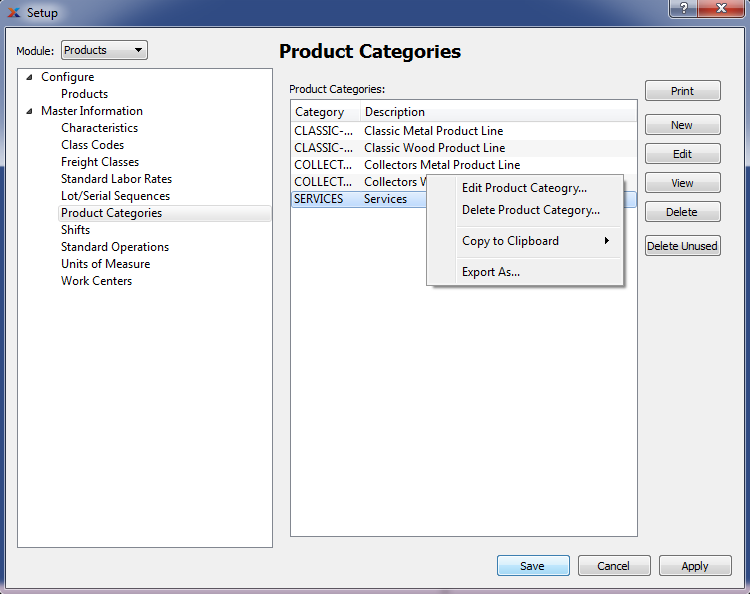 Setup
?
X
Module: Products
Product Categories
Configure
Products
Master Information
Characteristics
Class Codes
Freight Classes
Standard Labor Rates
Lot/Serial Sequences
Product Categories
Shifts
Standard Operations
Units of Measure
Work Centers
Product Categories:
Category Description
CLASSIC-... Classic Metal Product Line
CLASSIC-... Classic Wood Product Line
COLLECT... Collectors Metal Product Line
COLLECT... Collectors
SERVICES Services
Edit Product Cateogry...
Delete Product Category...
Copy to Clipboard
Export As...
Print
New
Edit
View
Delete
Delete Unused
Save Cancel Apply